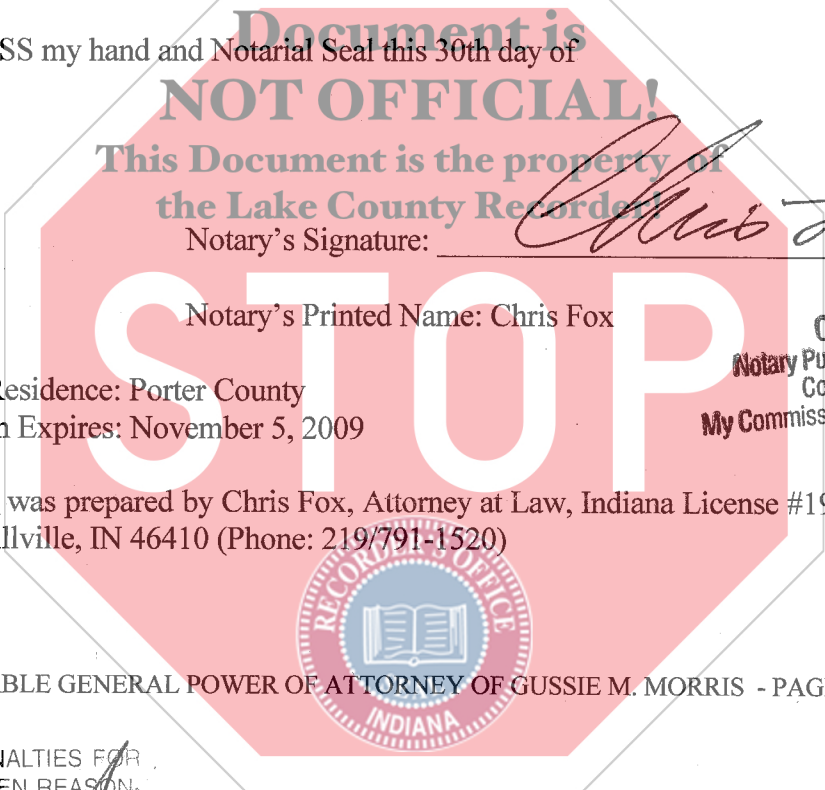 Document is
SS my hand and Notarial Seal this 30th day of
NOT OFFICIAL!
This Document is the property of
the Lake County Recorder!
Notary's Signature:
Chris
STOP
Notary's Printed Name: Chris Fox
Notary Pu
Co
My Commiss
esidence: Porter County
n Expires: November 5, 2009
was prepared by Chris Fox, Attorney at Law, Indiana License #19
llville, IN 46410 (Phone: 219/791-1520)
RECORDER'S OFFICE
INDIANA
BLE GENERAL POWER OF ATTORNEY OF GUSSIE M. MORRIS - PAG
NALTIES FOR
EN REASON